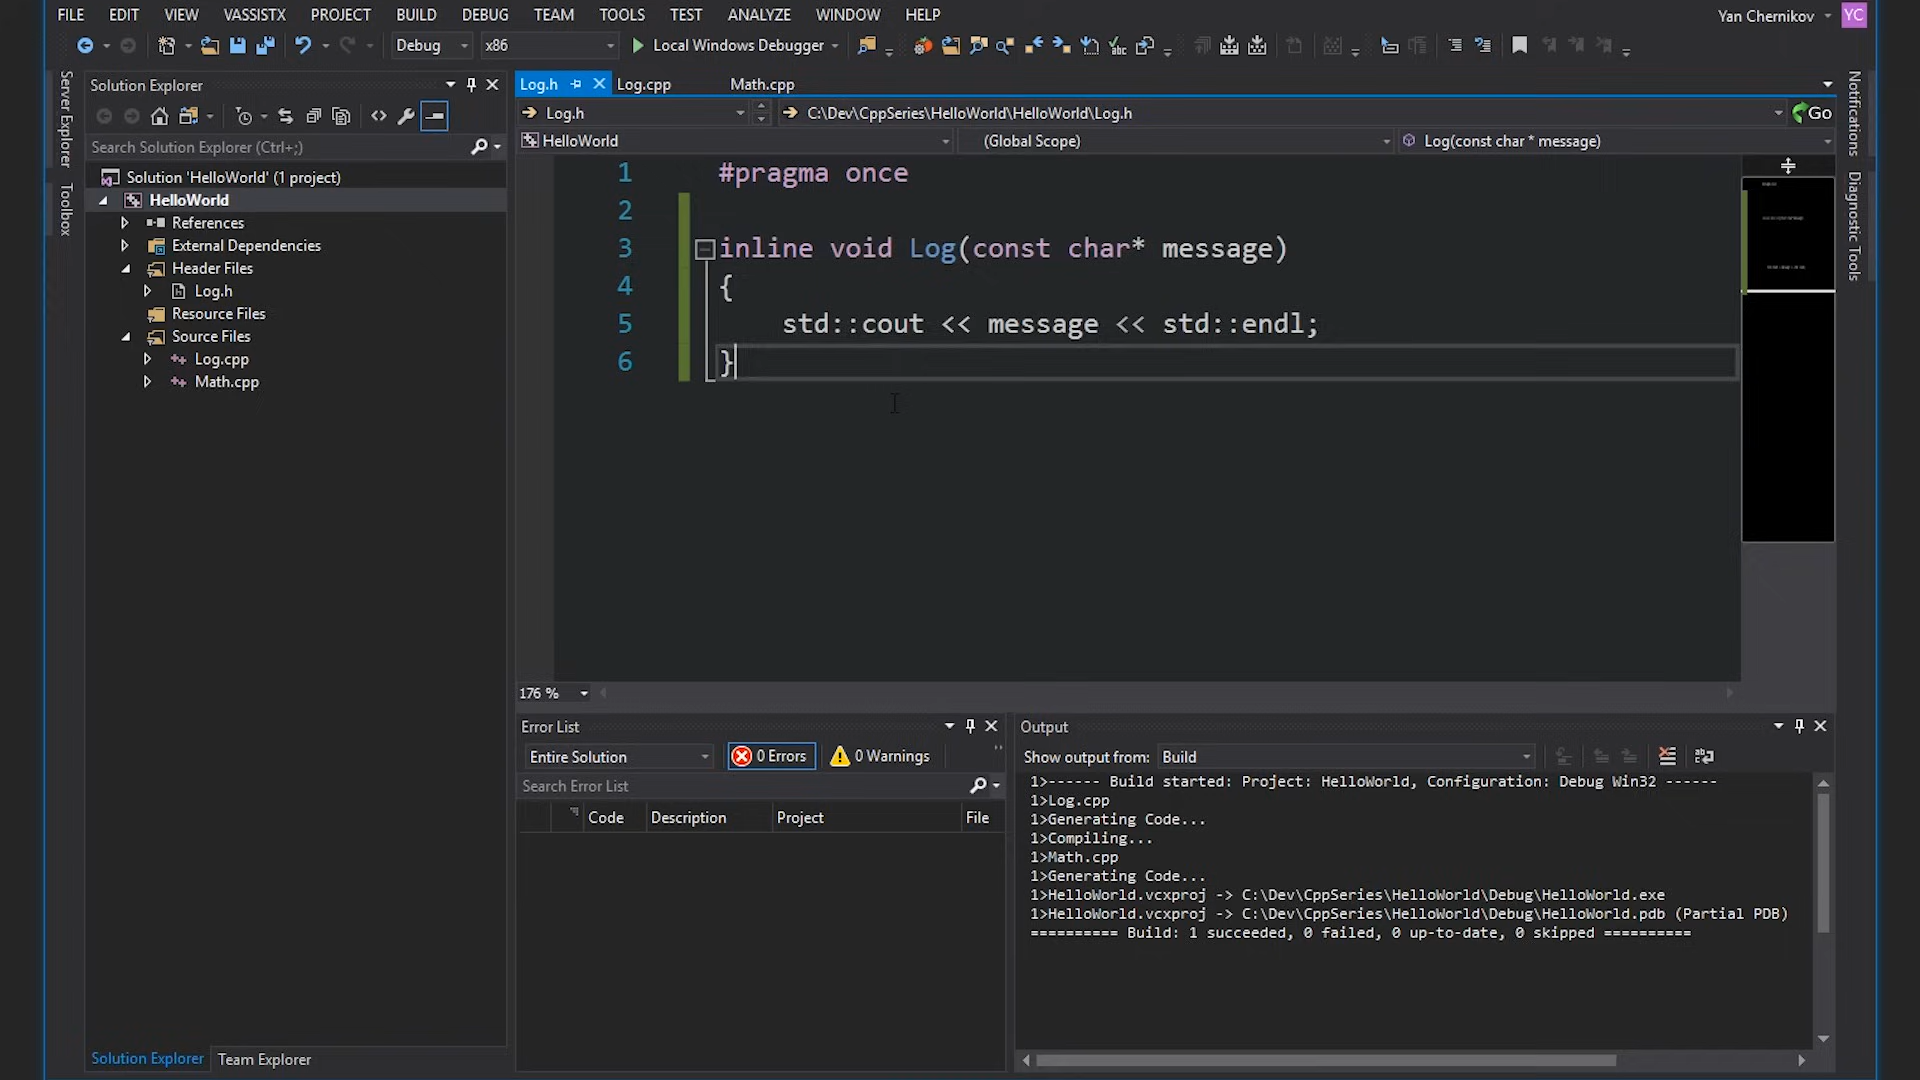 FILE EDIT VIEW VASSISTX PROJECT BUILD DEBUG TEAM TOOLS TEST ANALYZE WINDOW HELP Yan Chernikov YC
Debug x86 Local Windows Debugger
Server Explorer
Toolbox
Solution Explorer
Search Solution Explorer (Ctrl+;)
Solution 'HelloWorld' (1 project)
HelloWorld
References
External Dependencies
Header Files
Log.h
Resource Files
Source Files
Log.cpp
Math.cpp
Solution Explorer Team Explorer
Log.h Log.cpp Math.cpp
Log.h C:\Dev\CppSeries\HelloWorld\HelloWorld\Log.h Go
HelloWorld (Global Scope) Log(const char * message)
1 #pragma once
2
3 inline void Log(const char* message)
4 {
5 std::cout << message << std::endl;
6 }
176 %
Error List
Entire Solution 0 Errors 0 Warnings
Search Error List
Code Description Project File
Output
Show output from: Build
1>------ Build started: Project: HelloWorld, Configuration: Debug Win32 ------
1>Log.cpp
1>Generating Code...
1>Compiling...
1>Math.cpp
1>Generating Code...
1>HelloWorld.vcxproj -> C:\Dev\CppSeries\HelloWorld\Debug\HelloWorld.exe
1>HelloWorld.vcxproj -> C:\Dev\CppSeries\HelloWorld\Debug\HelloWorld.pdb (Partial PDB)
========== Build: 1 succeeded, 0 failed, 0 up-to-date, 0 skipped ==========
Notifications
Diagnostic Tools